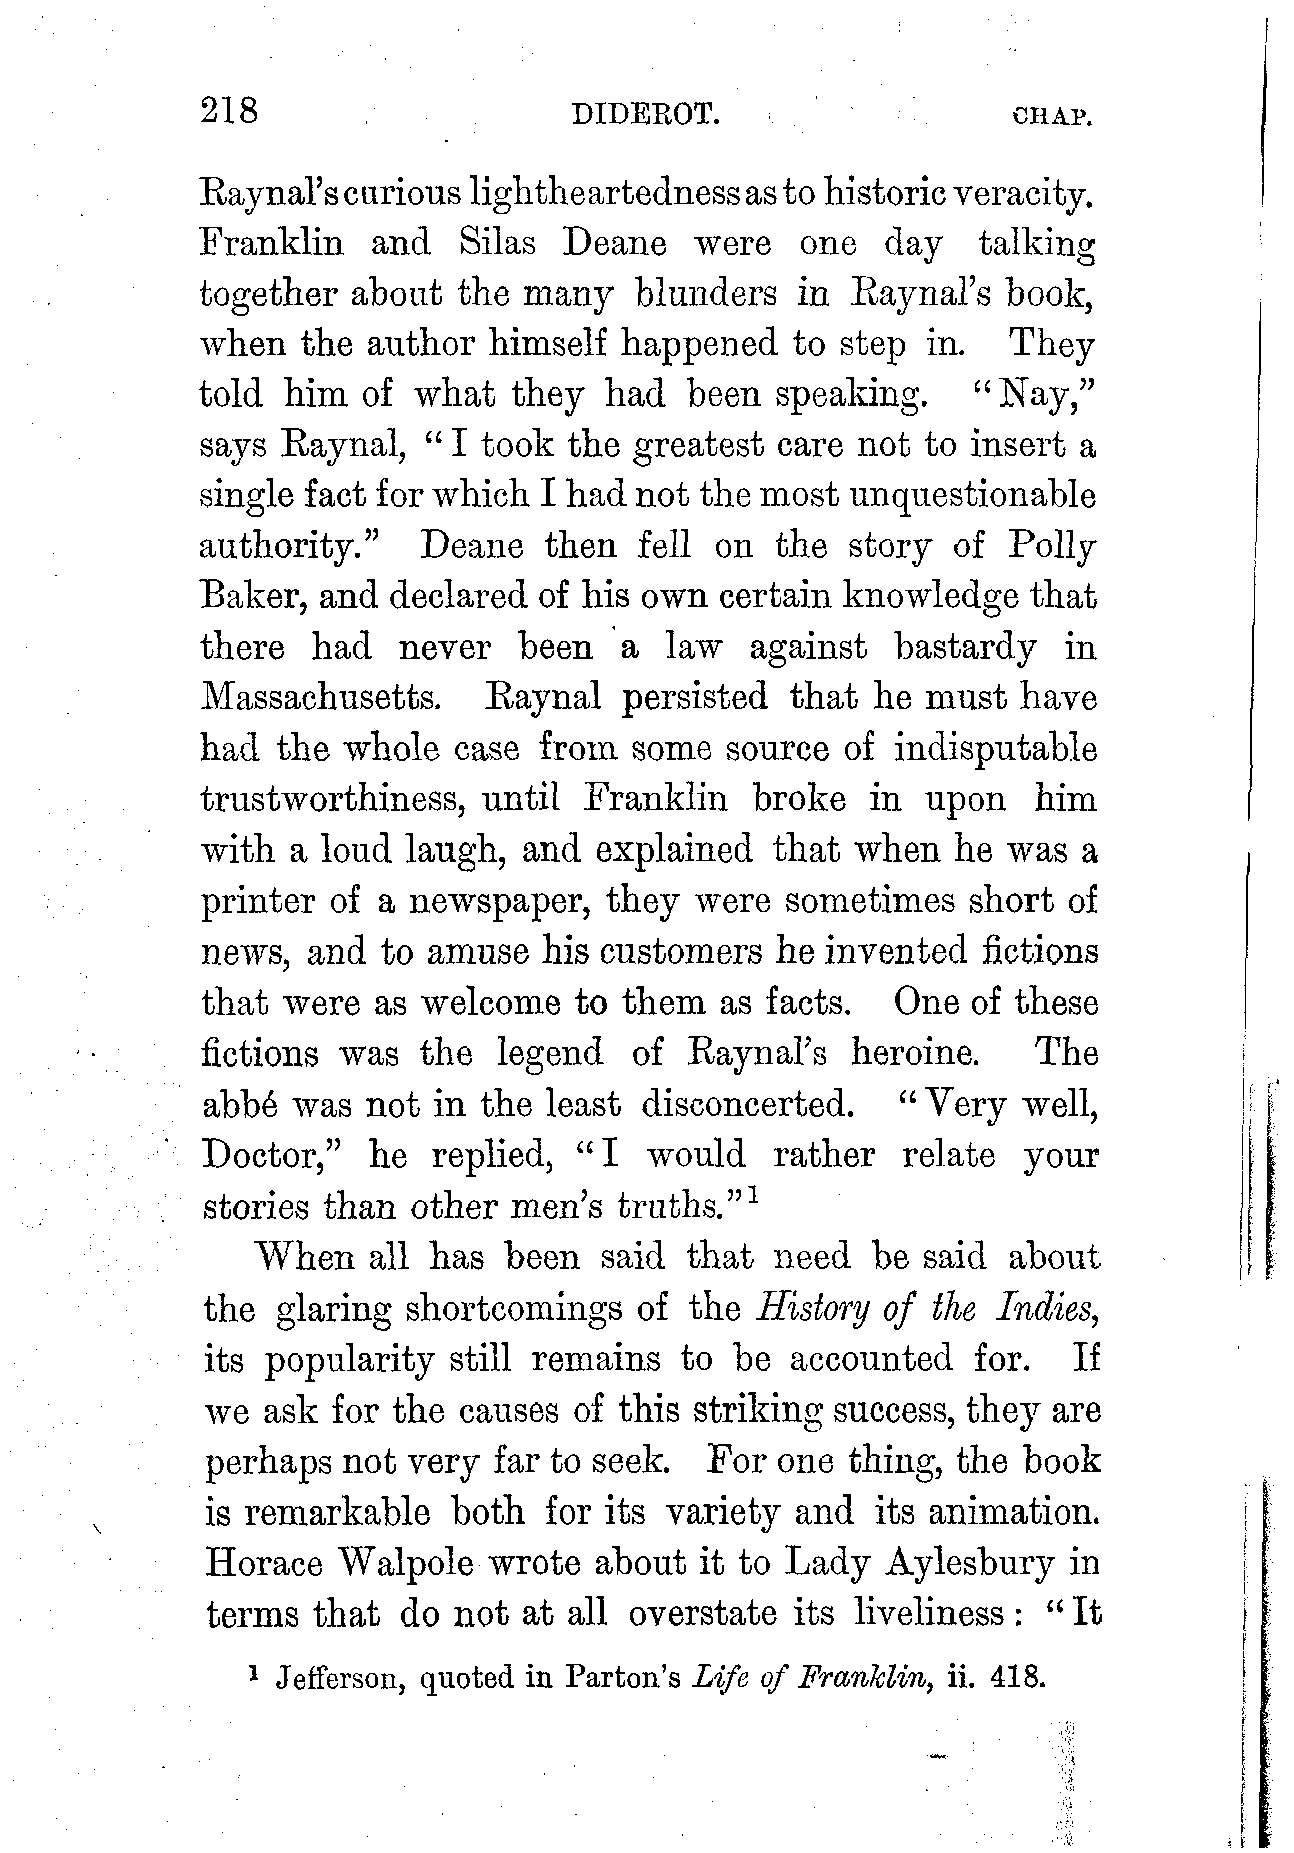 218 DIDEROT. CHAP.
Raynal's curious lightheartedness as to historic veracity.
Franklin and Silas Deane were one day talking
together about the many blunders in Raynal's book,
when the author himself happened to step in. They
told him of what they had been speaking. "Nay,"
says Raynal, "I took the greatest care not to insert a
single fact for which I had not the most unquestionable
authority." Deane then fell on the story of Polly
Baker, and declared of his own certain knowledge that
there had never been a law against bastardy in
Massachusetts. Raynal persisted that he must have
had the whole case from some source of indisputable
trustworthiness, until Franklin broke in upon him
with a loud laugh, and explained that when he was a
printer of a newspaper, they were sometimes short of
news, and to amuse his customers he invented fictions
that were as welcome to them as facts. One of these
fictions was the legend of Raynal's heroine. The
abbé was not in the least disconcerted. "Very well,
Doctor," he replied, "I would rather relate your
stories than other men's truths."¹
When all has been said that need be said about
the glaring shortcomings of the History of the Indies,
its popularity still remains to be accounted for. If
we ask for the causes of this striking success, they are
perhaps not very far to seek. For one thing, the book
is remarkable both for its variety and its animation.
Horace Walpole wrote about it to Lady Aylesbury in
terms that do not at all overstate its liveliness: "It
¹ Jefferson, quoted in Parton's Life of Franklin, ii. 418.